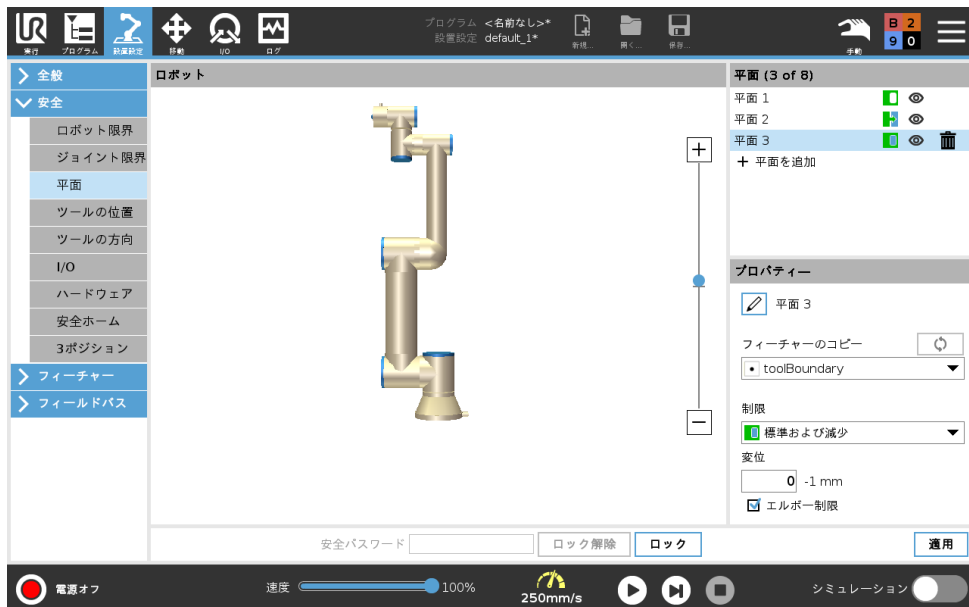 プログラム <名前なし>*
設置設定 default_1*
実行 プログラム 設置設定 移動 I/O ログ 新規... 開く... 保存... 手動
B 2
9 0
全般
安全
ロボット限界
ジョイント限界
平面
ツールの位置
ツールの方向
I/O
ハードウェア
安全ホーム
3ポジション
フィーチャー
フィールドバス
ロボット
平面 (3 of 8)
平面 1
平面 2
平面 3
平面を追加
プロパティー
平面 3
フィーチャーのコピー
toolBoundary
制限
標準および減少
変位
0 -1 mm
エルボー制限
安全パスワード ロック解除 ロック 適用
電源オフ 速度 100% 250mm/s シミュレーション